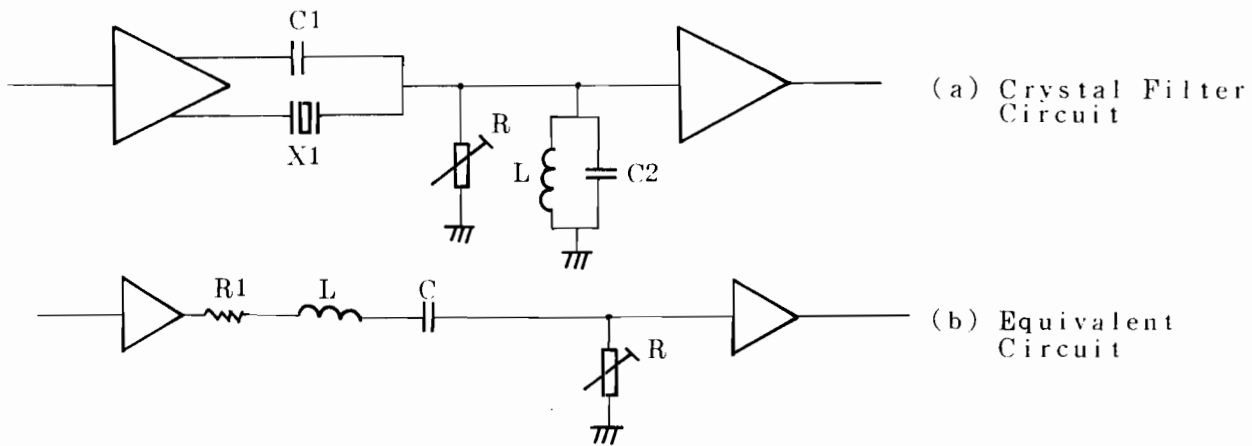 C1
X1
R
L
C2
(a) Crystal Filter
Circuit
R1
L
C
R
(b) Equivalent
Circuit